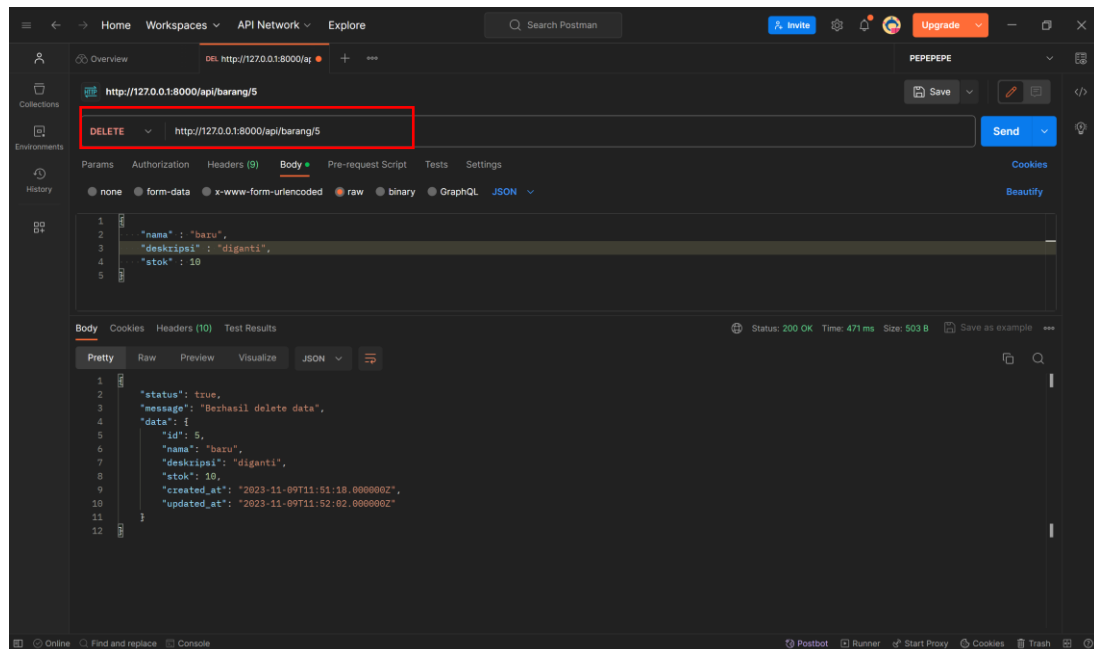 Home Workspaces API Network Explore Search Postman Invite Upgrade
Overview DEL http://127.0.0.1:8000/ap PEPEPEPE
HTTP http://127.0.0.1:8000/api/barang/5 Save
Collections
DELETE http://127.0.0.1:8000/api/barang/5 Send
Environments
Params Authorization Headers (9) Body Pre-request Script Tests Settings Cookies
History
none form-data x-www-form-urlencoded raw binary GraphQL JSON Beautify
1 {
2 "nama" : "baru",
3 "deskripsi" : "diganti",
4 "stok" : 10
5 }
Body Cookies Headers (10) Test Results Status: 200 OK Time: 471 ms Size: 503 B Save as example
Pretty Raw Preview Visualize JSON
1 {
2 "status": true,
3 "message": "Berhasil delete data",
4 "data": {
5 "id": 5,
6 "nama": "baru",
7 "deskripsi": "diganti",
8 "stok": 10,
9 "created_at": "2023-11-09T11:51:18.000000Z",
10 "updated_at": "2023-11-09T11:52:02.000000Z"
11 }
12 }
Online Find and replace Console Postbot Runner Start Proxy Cookies Trash